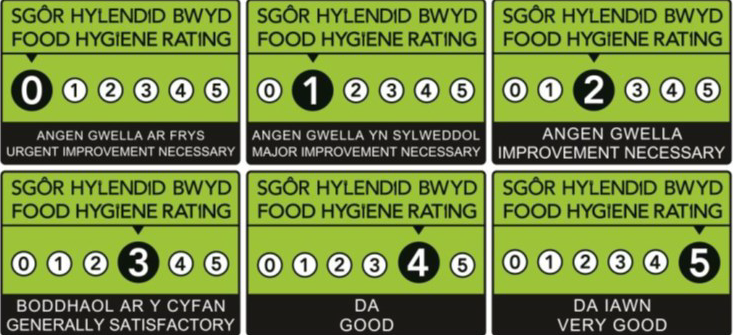 SGÔR HYLENDID BWYD
FOOD HYGIENE RATING
0 1 2 3 4 5
ANGEN GWELLA AR FRYS
URGENT IMPROVEMENT NECESSARY
SGÔR HYLENDID BWYD
FOOD HYGIENE RATING
0 1 2 3 4 5
ANGEN GWELLA YN SYLWEDDOL
MAJOR IMPROVEMENT NECESSARY
SGÔR HYLENDID BWYD
FOOD HYGIENE RATING
0 1 2 3 4 5
ANGEN GWELLA
IMPROVEMENT NECESSARY
SGÔR HYLENDID BWYD
FOOD HYGIENE RATING
0 1 2 3 4 5
BODDHAOL AR Y CYFAN
GENERALLY SATISFACTORY
SGÔR HYLENDID BWYD
FOOD HYGIENE RATING
0 1 2 3 4 5
DA
GOOD
SGÔR HYLENDID BWYD
FOOD HYGIENE RATING
0 1 2 3 4 5
DA IAWN
VERY GOOD